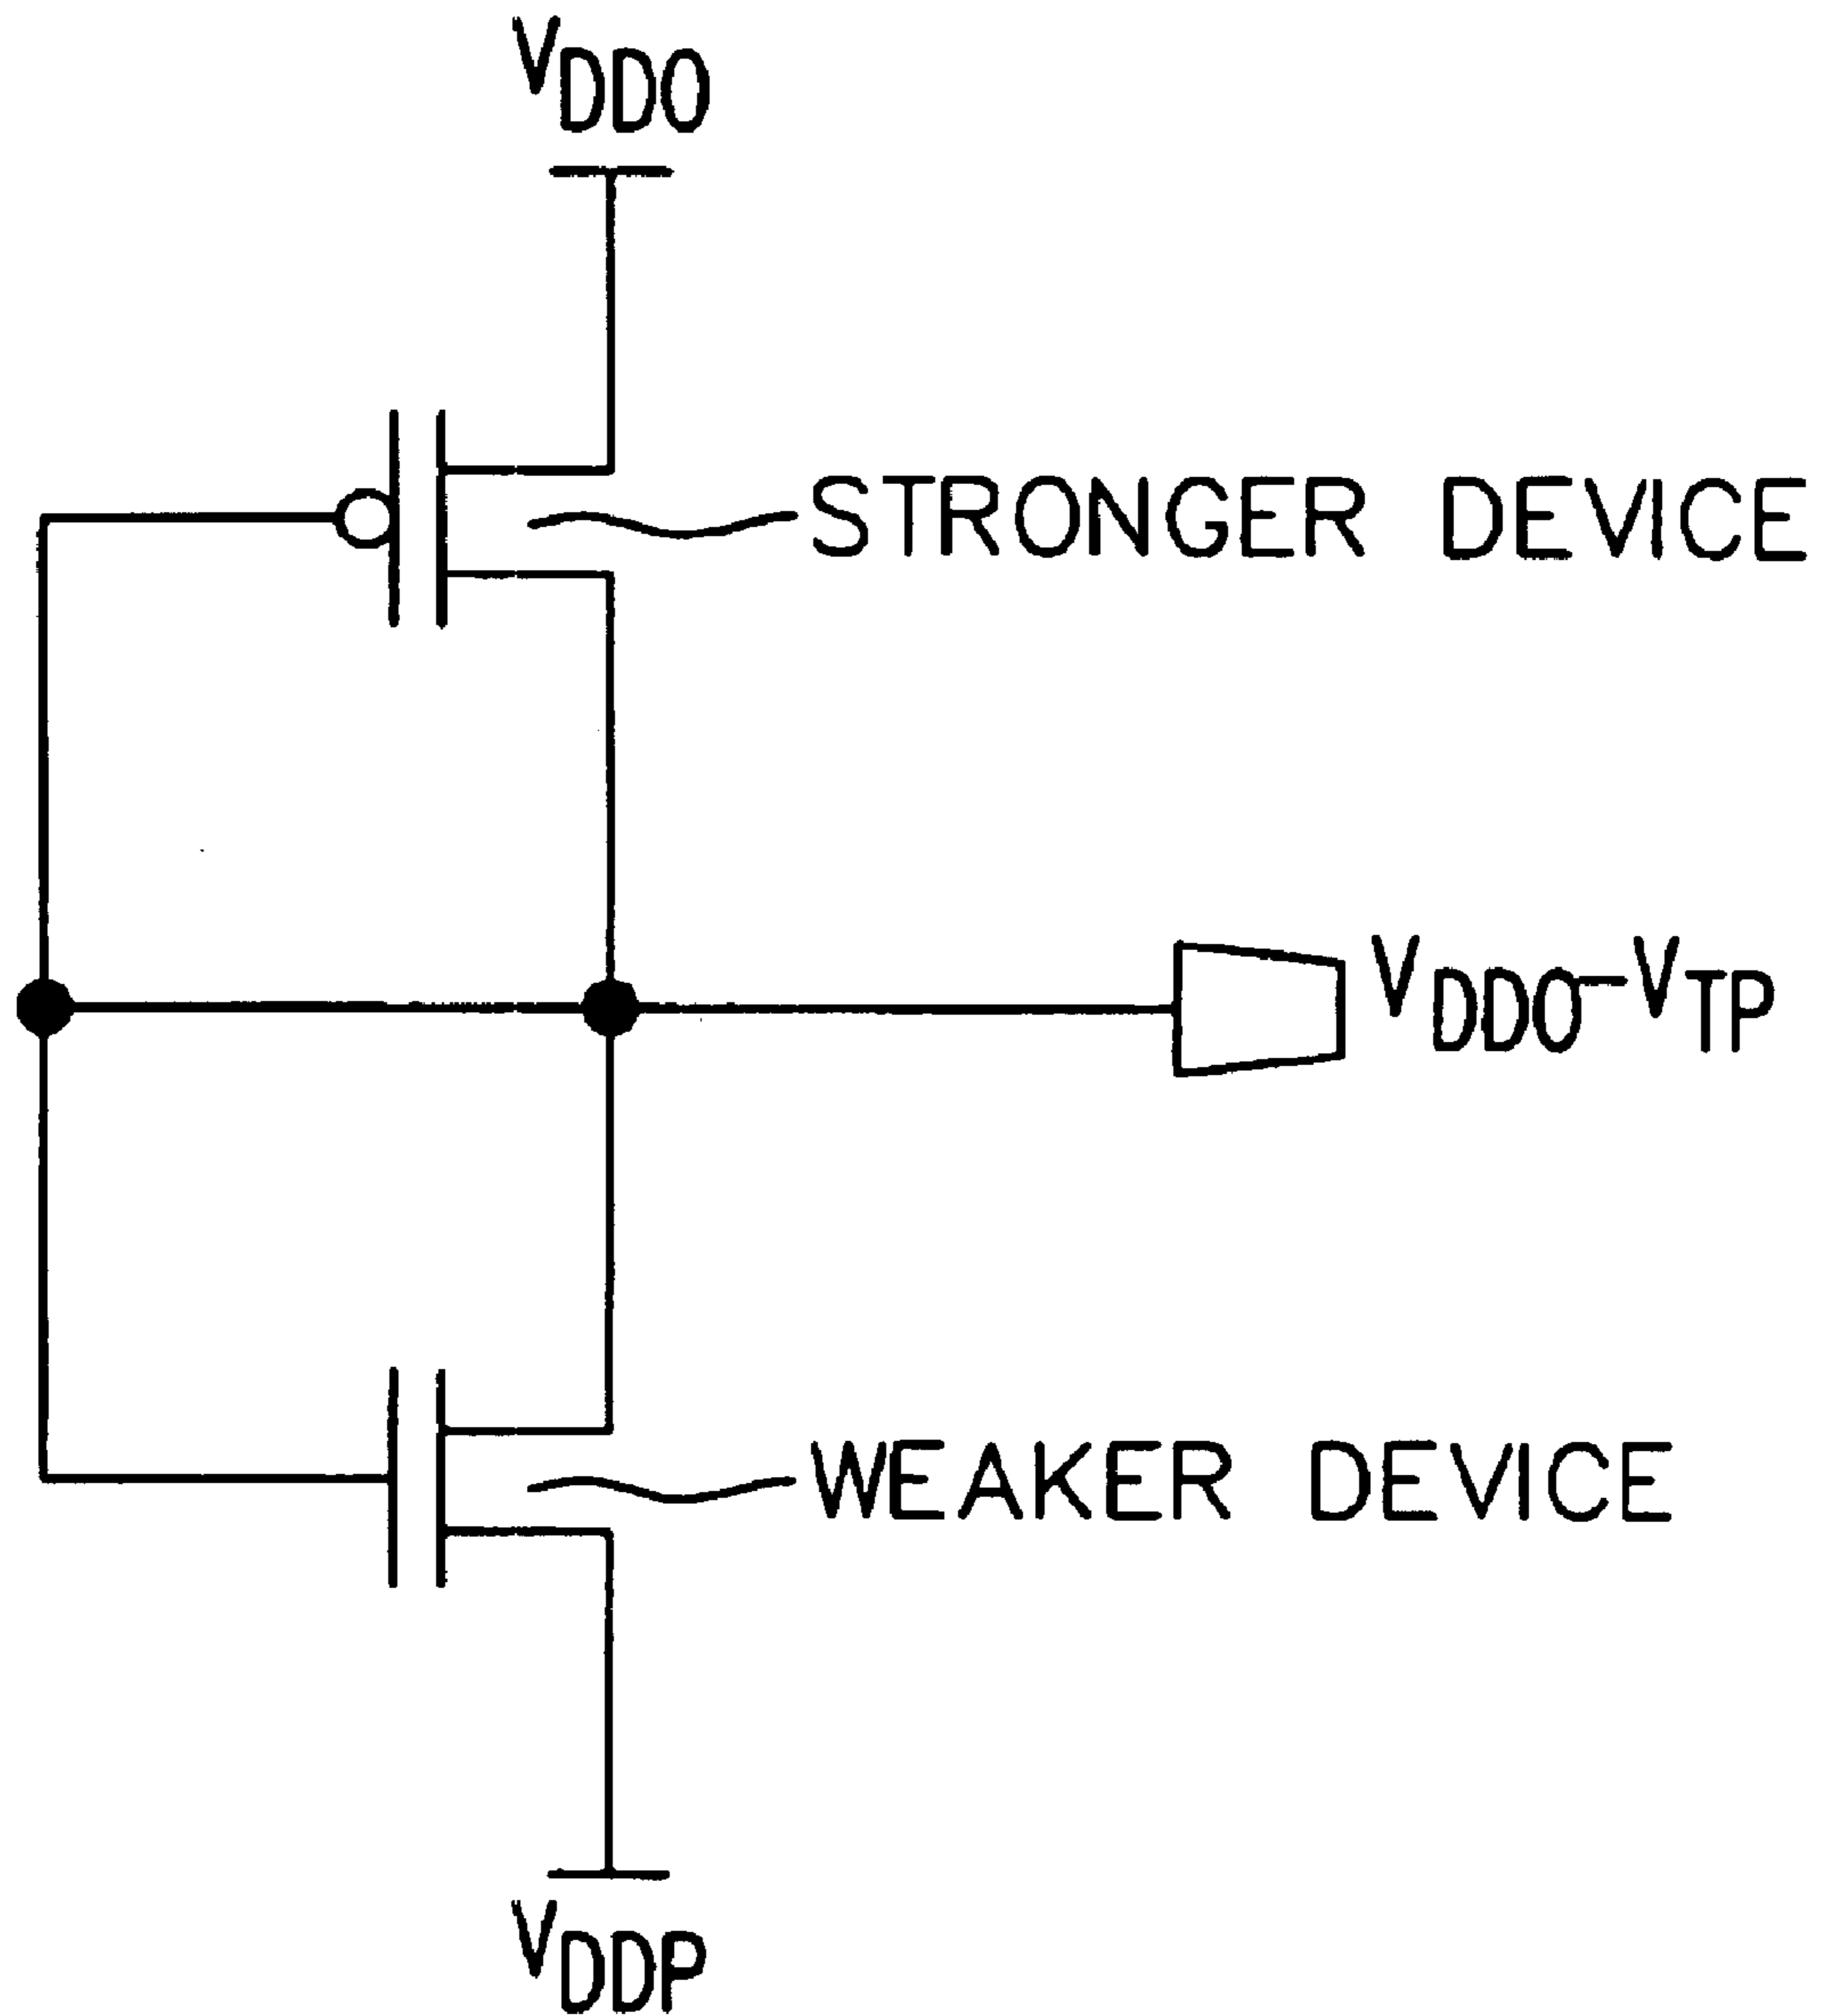 VDDO
STRONGER DEVICE
VDDO-VTP
WEAKER DEVICE
VDDP